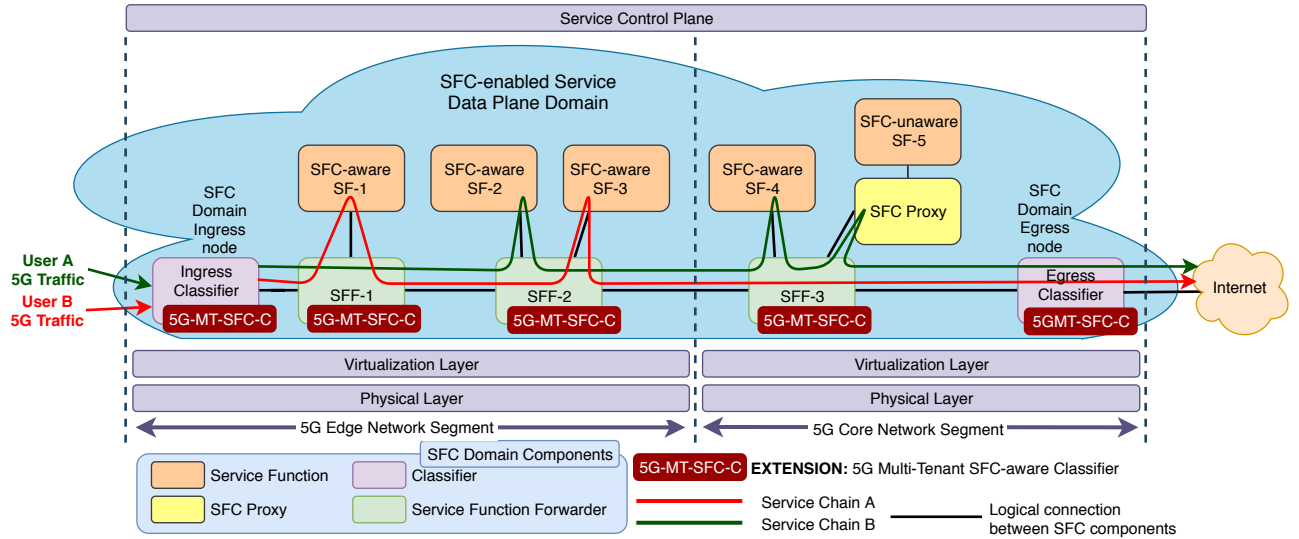 Service Control Plane
SFC-enabled Service
Data Plane Domain
SFC-unaware
SF-5
SFC-aware
SF-1
SFC-aware
SF-2
SFC-aware
SF-3
SFC-aware
SF-4
SFC Proxy
SFC
Domain
Ingress
node
SFC
Domain
Egress
node
User A
5G Traffic
User B
5G Traffic
Ingress
Classifier
5G-MT-SFC-C
SFF-1
5G-MT-SFC-C
SFF-2
5G-MT-SFC-C
SFF-3
5G-MT-SFC-C
Egress
Classifier
5GMT-SFC-C
Internet
Virtualization Layer
Virtualization Layer
Physical Layer
Physical Layer
5G Edge Network Segment
5G Core Network Segment
SFC Domain Components
Service Function
Classifier
SFC Proxy
Service Function Forwarder
5G-MT-SFC-C
EXTENSION: 5G Multi-Tenant SFC-aware Classifier
Service Chain A
Service Chain B
Logical connection
between SFC components